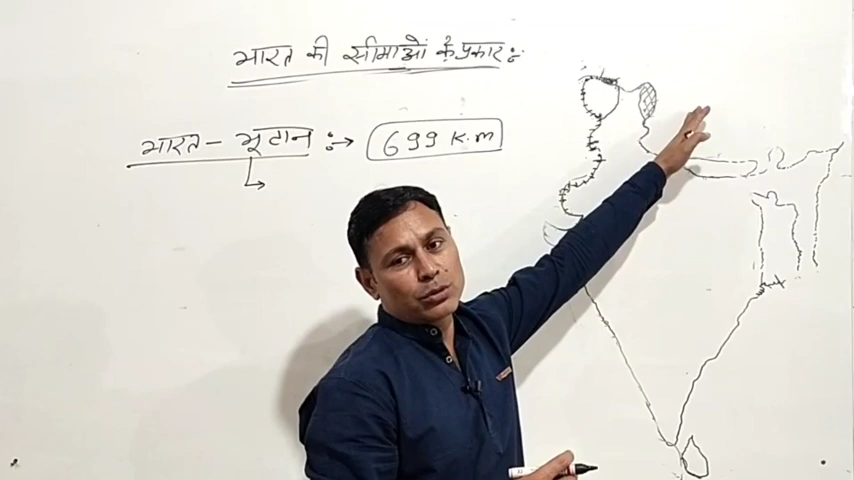 भारत की सीमाओं के प्रकार :-
भारत - भूटान :→ 699 K.m